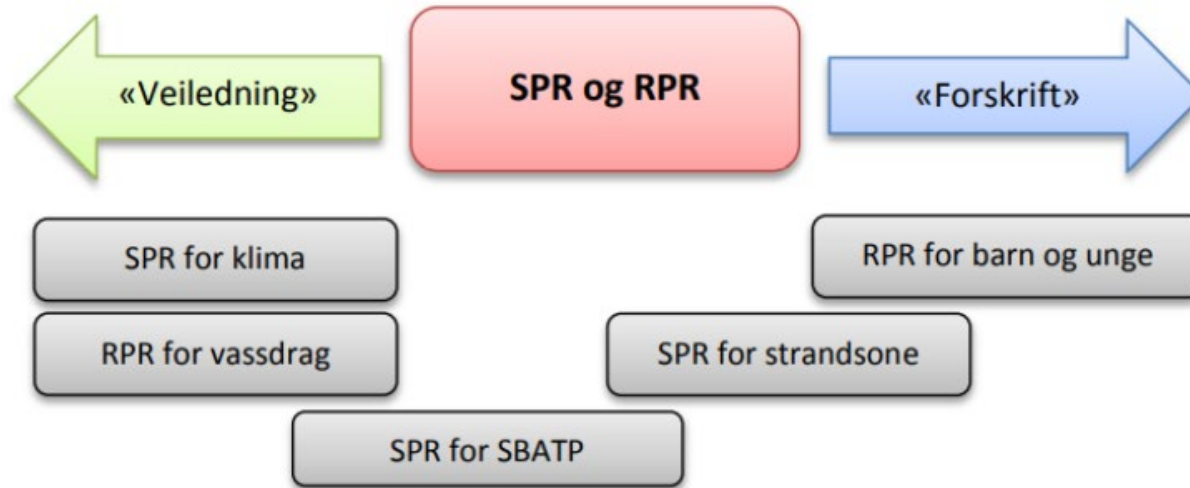 «Veiledning»
SPR og RPR
«Forskrift»
SPR for klima
RPR for barn og unge
RPR for vassdrag
SPR for strandsone
SPR for SBATP